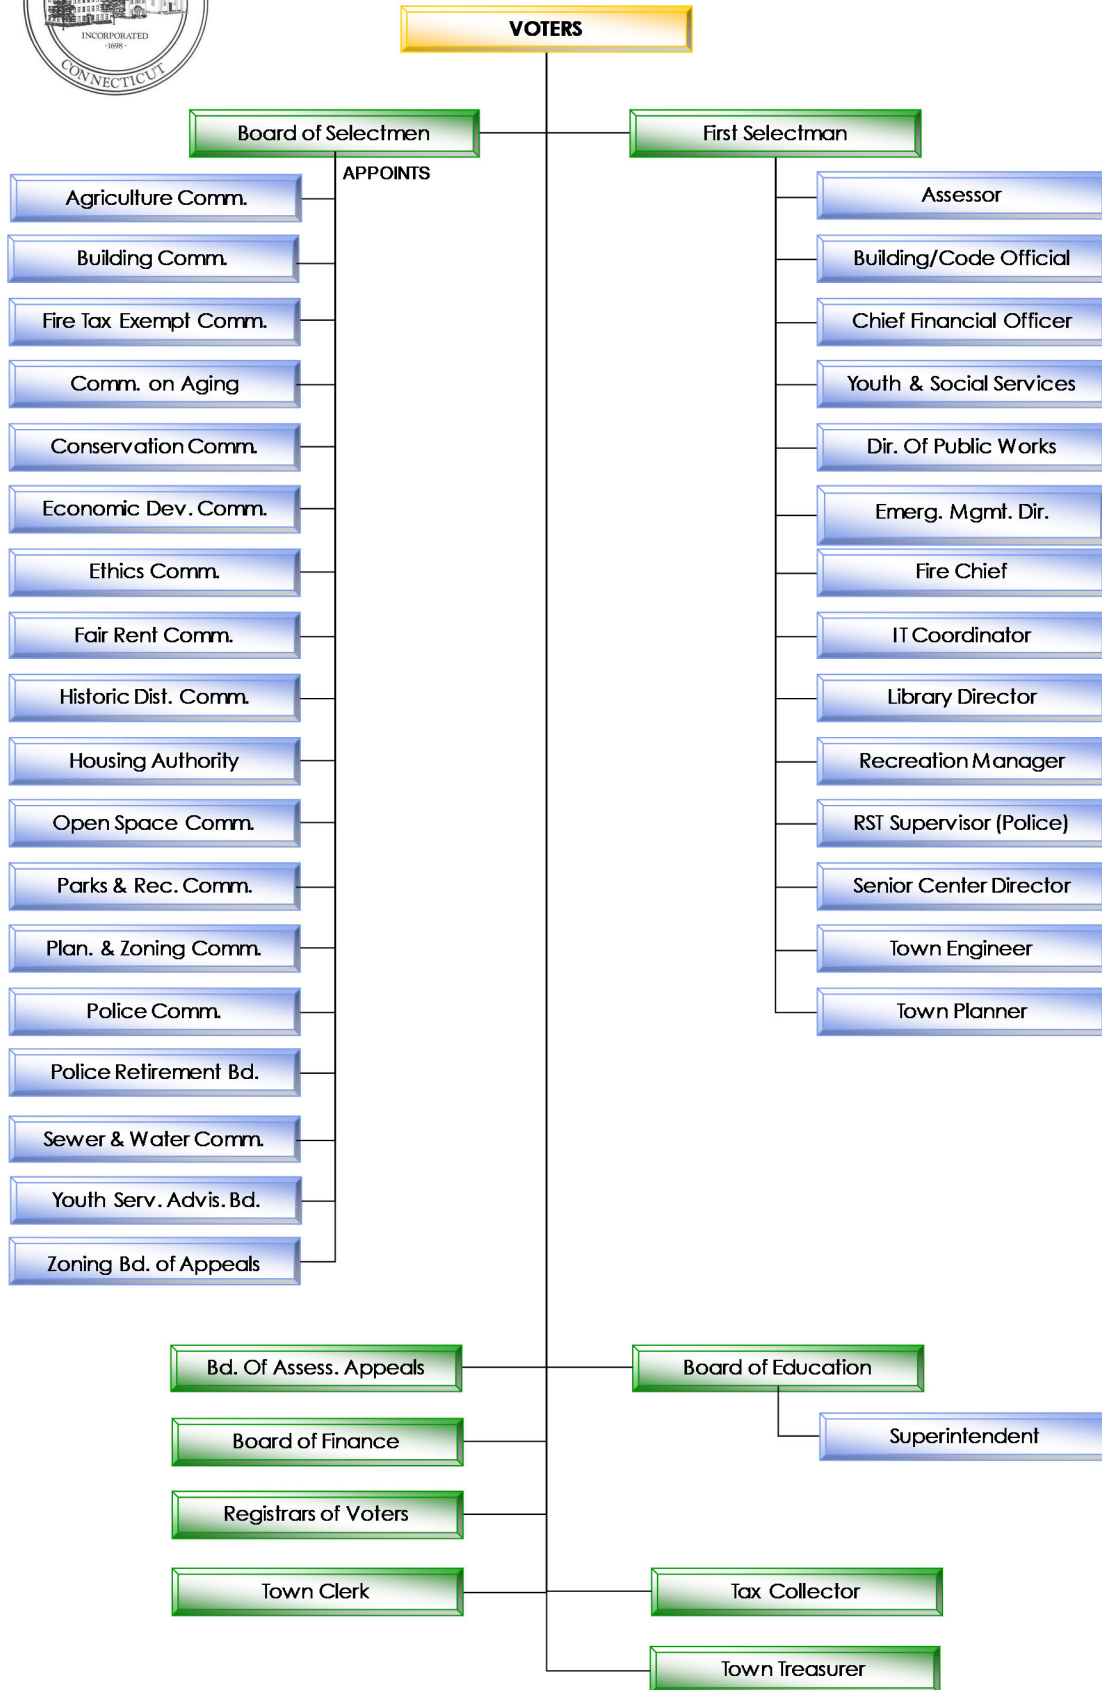 INCORPORATED
·1698·
CONNECTICUT
VOTERS
Board of Selectmen
First Selectman
APPOINTS
Agriculture Comm.
Building Comm.
Fire Tax Exempt Comm.
Comm. on Aging
Conservation Comm.
Economic Dev. Comm.
Ethics Comm.
Fair Rent Comm.
Historic Dist. Comm.
Housing Authority
Open Space Comm.
Parks & Rec. Comm.
Plan. & Zoning Comm.
Police Comm.
Police Retirement Bd.
Sewer & Water Comm.
Youth Serv. Advis. Bd.
Zoning Bd. of Appeals
Assessor
Building/Code Official
Chief Financial Officer
Youth & Social Services
Dir. Of Public Works
Emerg. Mgmt. Dir.
Fire Chief
IT Coordinator
Library Director
Recreation Manager
RST Supervisor (Police)
Senior Center Director
Town Engineer
Town Planner
Bd. Of Assess. Appeals
Board of Education
Superintendent
Board of Finance
Registrars of Voters
Town Clerk
Tax Collector
Town Treasurer